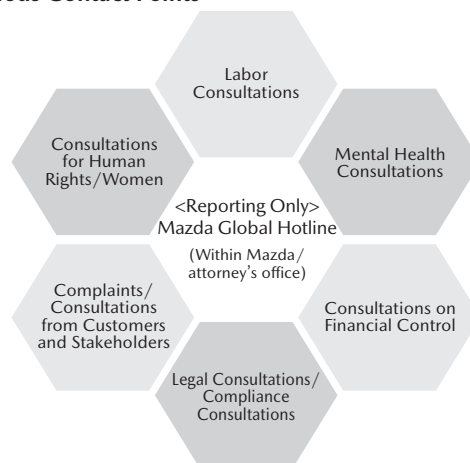 Contact Points
Labor
Consultations
Consultations
for Human
Rights/Women
Mental Health
Consultations
<Reporting Only>
Mazda Global Hotline
(Within Mazda/
attorney's office)
Complaints/
Consultations
from Customers
and Stakeholders
Consultations on
Financial Control
Legal Consultations/
Compliance
Consultations